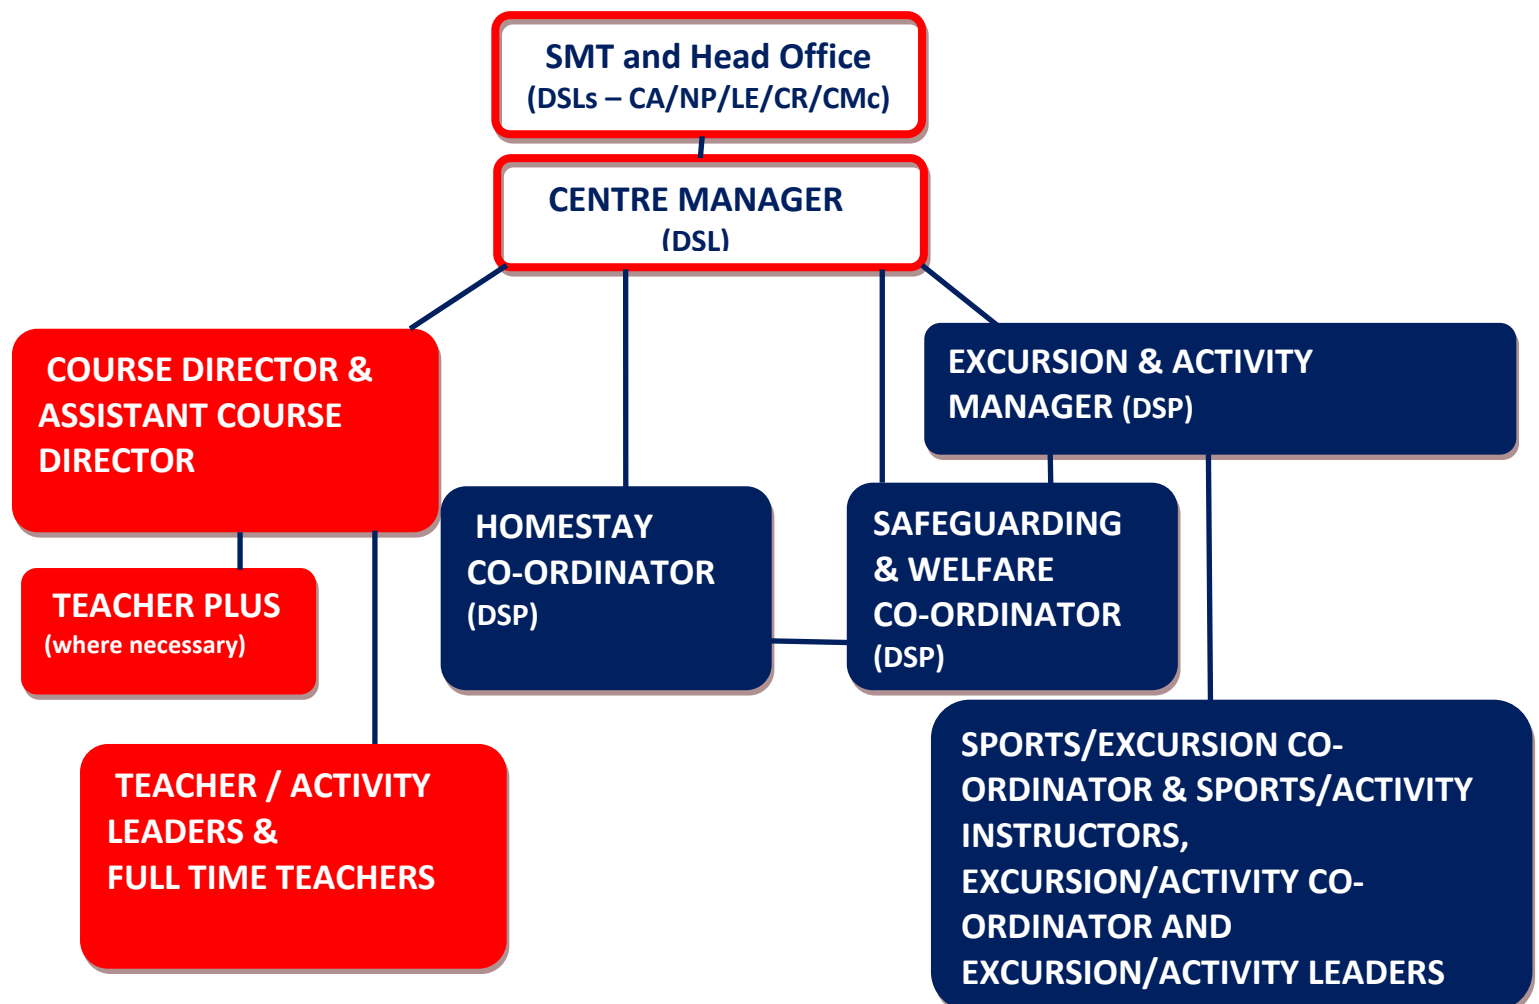 SMT and Head Office
(DSLs – CA/NP/LE/CR/CMc)
CENTRE MANAGER
(DSL)
COURSE DIRECTOR &
ASSISTANT COURSE
DIRECTOR
EXCURSION & ACTIVITY
MANAGER (DSP)
HOMESTAY
CO-ORDINATOR
(DSP)
SAFEGUARDING
& WELFARE
CO-ORDINATOR
(DSP)
TEACHER PLUS
(where necessary)
TEACHER / ACTIVITY
LEADERS &
FULL TIME TEACHERS
SPORTS/EXCURSION CO-
ORDINATOR & SPORTS/ACTIVITY
INSTRUCTORS,
EXCURSION/ACTIVITY CO-
ORDINATOR AND
EXCURSION/ACTIVITY LEADERS